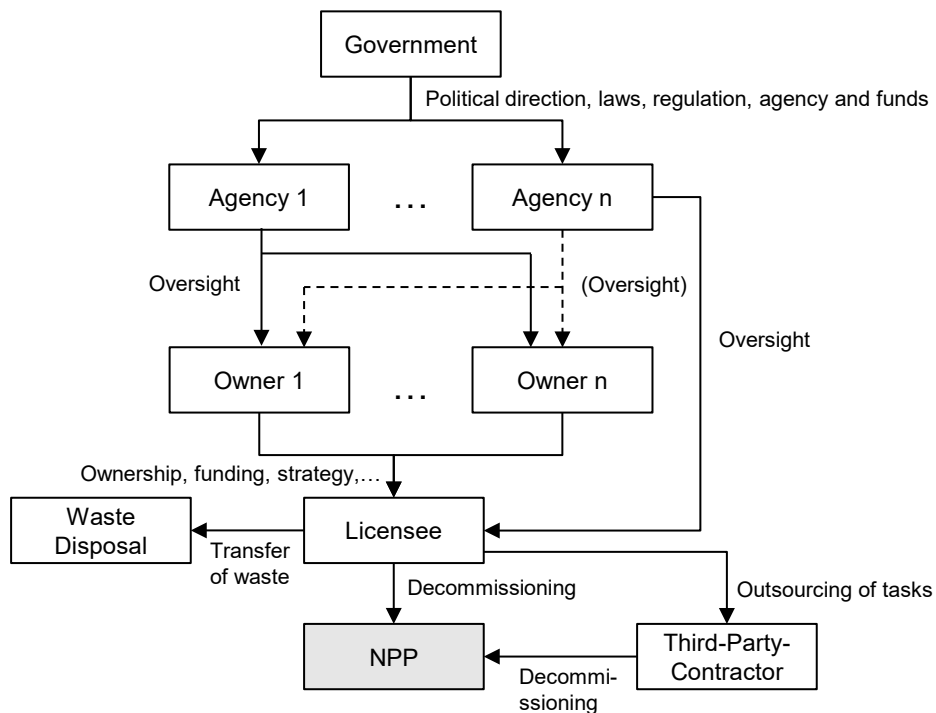 Government
Political direction, laws, regulation, agency and funds
Agency 1
...
Agency n
Oversight
(Oversight)
Oversight
Owner 1
...
Owner n
Ownership, funding, strategy,…
Waste
Disposal
Licensee
Transfer
of waste
Decommissioning
Outsourcing of tasks
NPP
Third-Party-
Contractor
Decommi-
ssioning